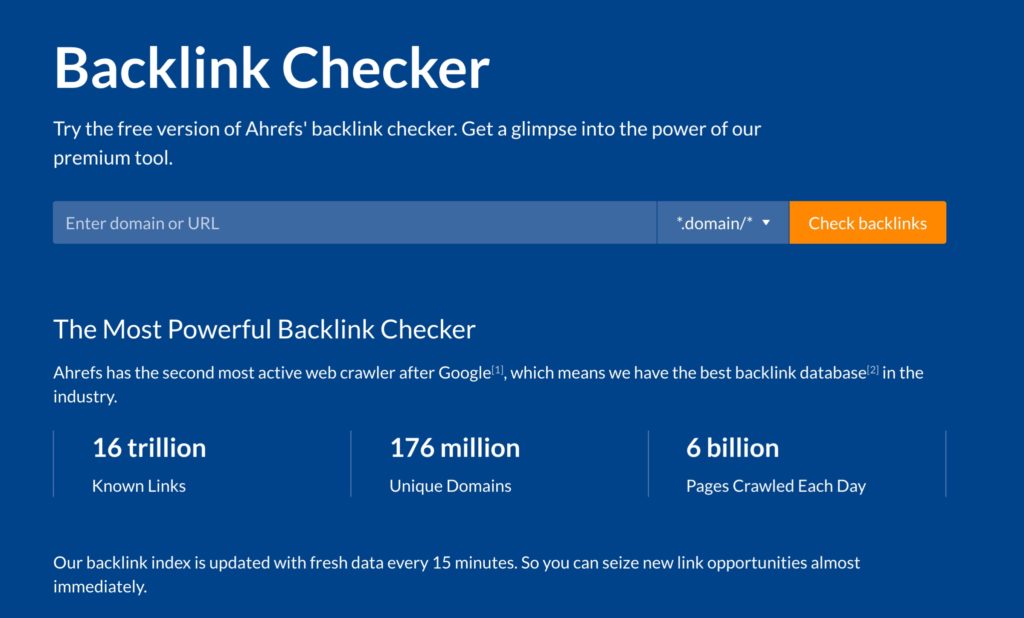 Backlink Checker
Try the free version of Ahrefs' backlink checker. Get a glimpse into the power of our
premium tool.
Enter domain or URL
*.domain/*
Check backlinks
The Most Powerful Backlink Checker
Ahrefs has the second most active web crawler after Google[1], which means we have the best backlink database[2] in the
industry.
16 trillion
Known Links
176 million
Unique Domains
6 billion
Pages Crawled Each Day
Our backlink index is updated with fresh data every 15 minutes. So you can seize new link opportunities almost
immediately.